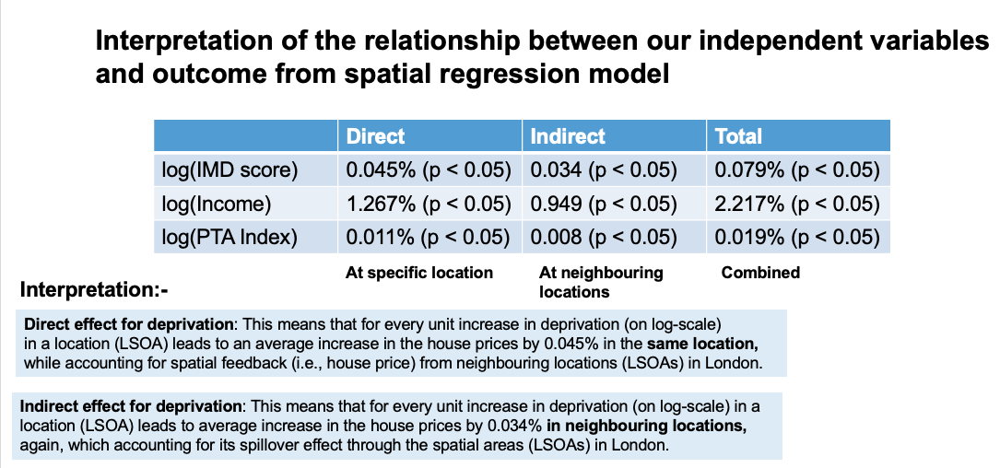 Interpretation of the relationship between our independent variables
and outcome from spatial regression model
Direct Indirect Total
log(IMD score) 0.045% (p < 0.05) 0.034 (p < 0.05) 0.079% (p < 0.05)
log(Income) 1.267% (p < 0.05) 0.949 (p < 0.05) 2.217% (p < 0.05)
log(PTA Index) 0.011% (p < 0.05) 0.008 (p < 0.05) 0.019% (p < 0.05)
At specific location At neighbouring Combined
locations
Interpretation:-
Direct effect for deprivation: This means that for every unit increase in deprivation (on log-scale)
in a location (LSOA) leads to an average increase in the house prices by 0.045% in the same location,
while accounting for spatial feedback (i.e., house price) from neighbouring locations (LSOAs) in London.
Indirect effect for deprivation: This means that for every unit increase in deprivation (on log-scale) in a
location (LSOA) leads to average increase in the house prices by 0.034% in neighbouring locations,
again, which accounting for its spillover effect through the spatial areas (LSOAs) in London.